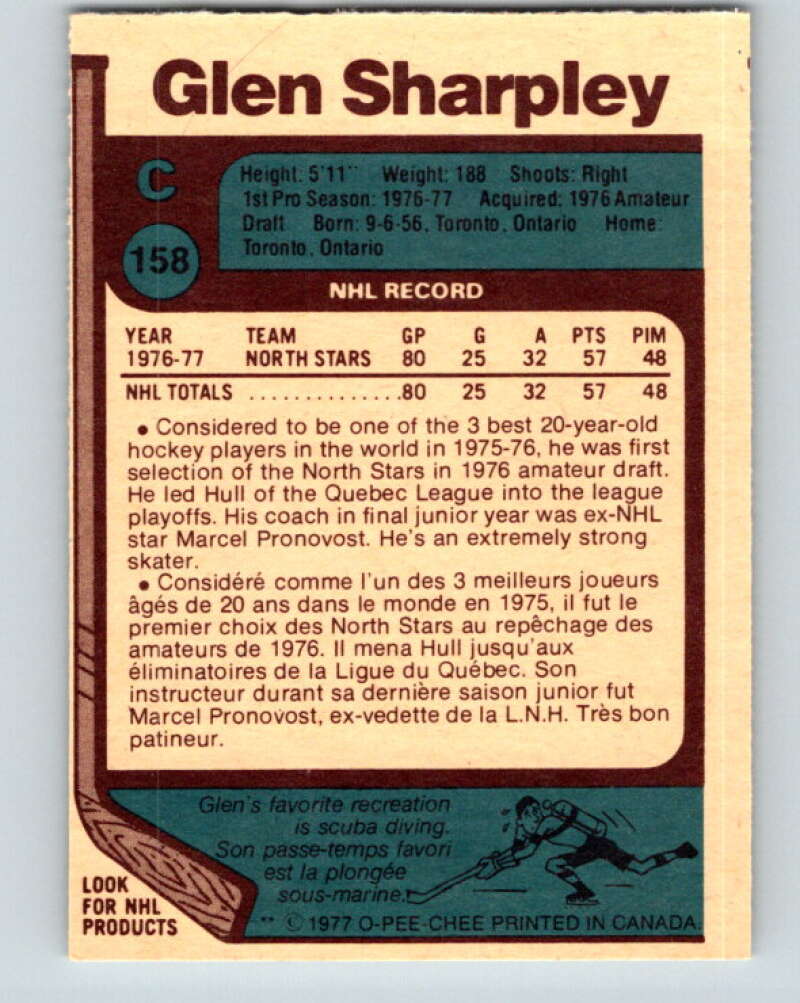 Glen Sharpley
C
158
Height: 5'11" Weight: 188 Shoots: Right
1st Pro Season: 1976-77 Acquired: 1976 Amateur
Draft Born: 9-6-56, Toronto, Ontario Home:
Toronto, Ontario
NHL RECORD
YEAR TEAM GP G A PTS PIM
1976-77 NORTH STARS 80 25 32 57 48
NHL TOTALS ..............80 25 32 57 48
• Considered to be one of the 3 best 20-year-old
hockey players in the world in 1975-76, he was first
selection of the North Stars in 1976 amateur draft.
He led Hull of the Quebec League into the league
playoffs. His coach in final junior year was ex-NHL
star Marcel Pronovost. He's an extremely strong
skater.
• Considéré comme l'un des 3 meilleurs joueurs
âgés de 20 ans dans le monde en 1975, il fut le
premier choix des North Stars au repêchage des
amateurs de 1976. Il mena Hull jusqu'aux
éliminatoires de la Ligue du Québec. Son
instructeur durant sa dernière saison junior fut
Marcel Pronovost, ex-vedette de la L.N.H. Très bon
patineur.
Glen's favorite recreation
is scuba diving.
Son passe-temps favori
est la plongée
sous-marine.
LOOK
FOR NHL
PRODUCTS
** © 1977 O-PEE-CHEE PRINTED IN CANADA.